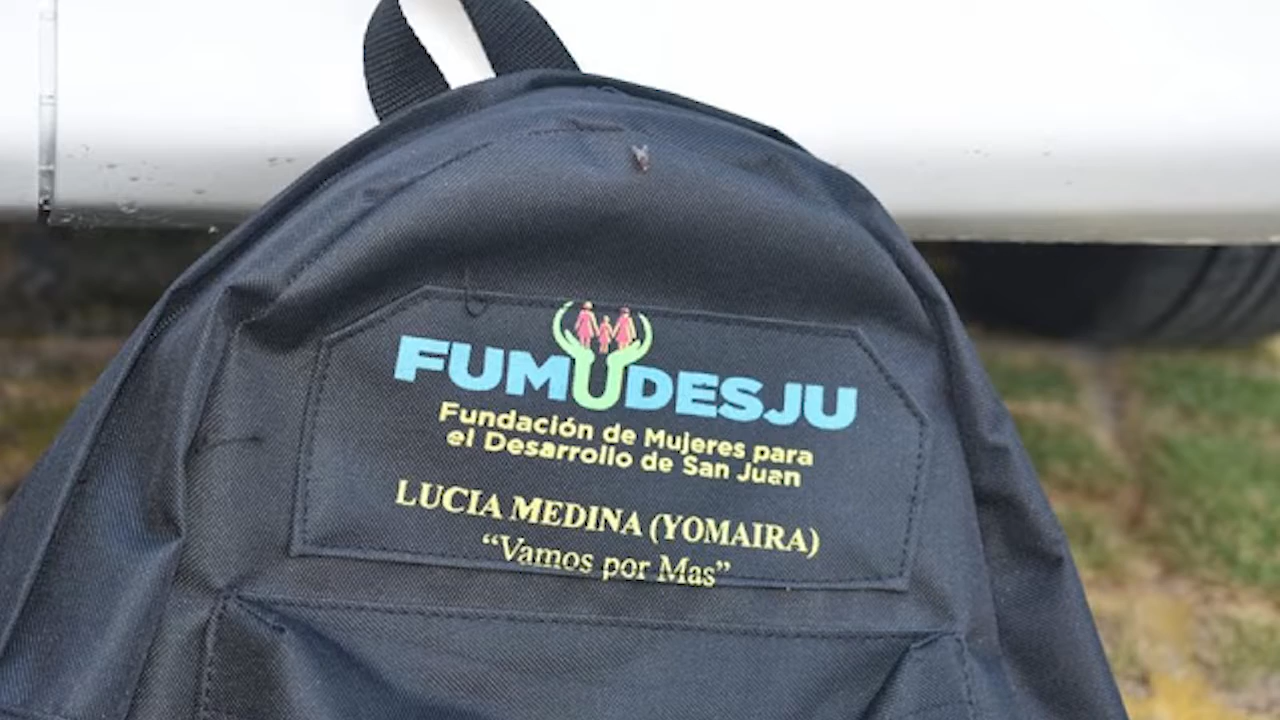 FUMUDESJU
Fundación de Mujeres para
el Desarrollo de San Juan
LUCIA MEDINA (YOMAIRA)
“Vamos por Mas”